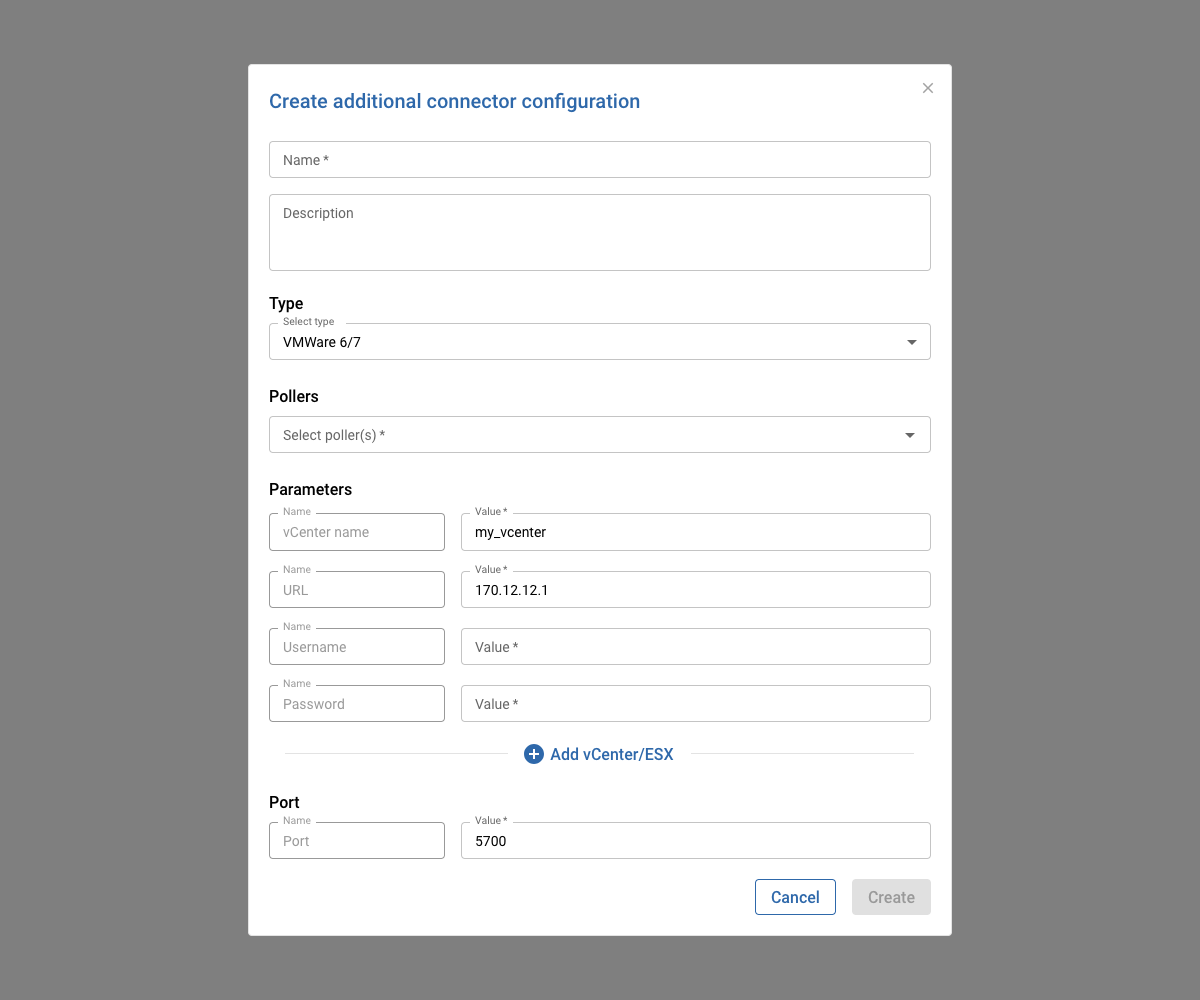 Create additional connector configuration
Name *
Description
Type
Select type
VMWare 6/7
Pollers
Select poller(s) *
Parameters
Name
vCenter name
Value *
my_vcenter
Name
URL
Value *
170.12.12.1
Name
Username
Value *
Name
Password
Value *
Add vCenter/ESX
Port
Name
Port
Value *
5700
Cancel
Create